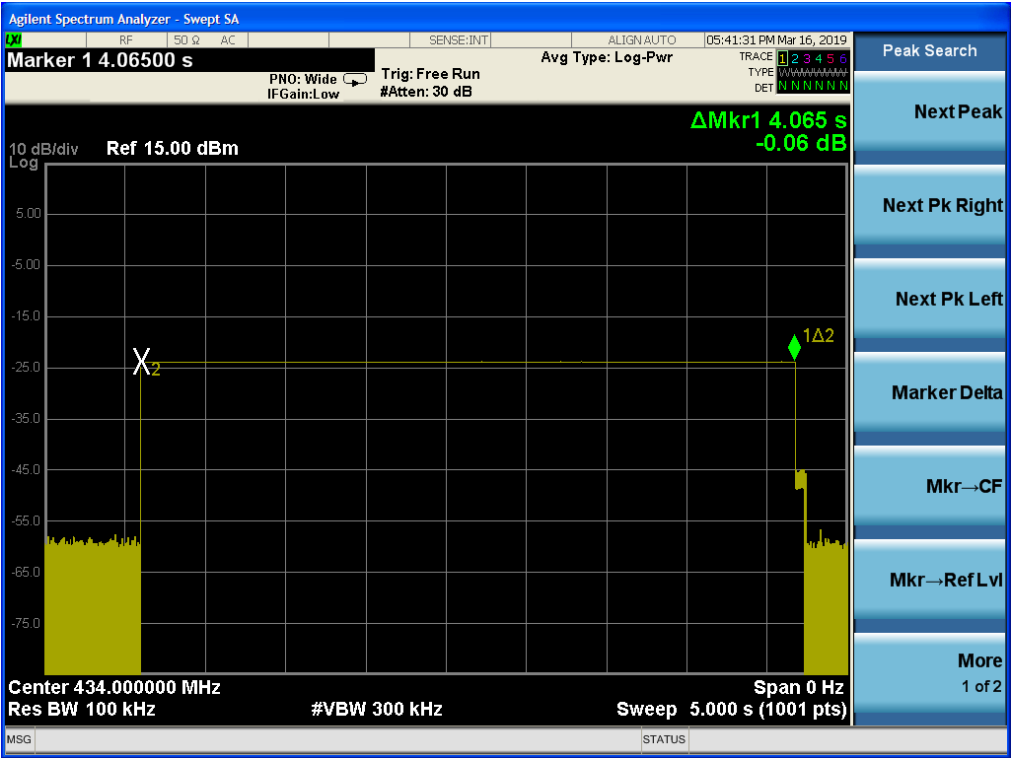 Agilent Spectrum Analyzer - Swept SA
LXI RF 50 Ω AC SENSE:INT ALIGN AUTO 05:41:31 PM Mar 16, 2019
Marker 1 4.06500 s
PNO: Wide
IFGain:Low
Trig: Free Run
#Atten: 30 dB
Avg Type: Log-Pwr
TRACE 1 2 3 4 5 6
TYPE
DET N N N N N N
ΔMkr1 4.065 s
-0.06 dB
10 dB/div Ref 15.00 dBm
Log
5.00
-5.00
-15.0
-25.0
-35.0
-45.0
-55.0
-65.0
-75.0
2
1Δ2
Center 434.000000 MHz Span 0 Hz
Res BW 100 kHz #VBW 300 kHz Sweep 5.000 s (1001 pts)
MSG STATUS
Peak Search
Next Peak
Next Pk Right
Next Pk Left
Marker Delta
Mkr→CF
Mkr→Ref Lvl
More
1 of 2